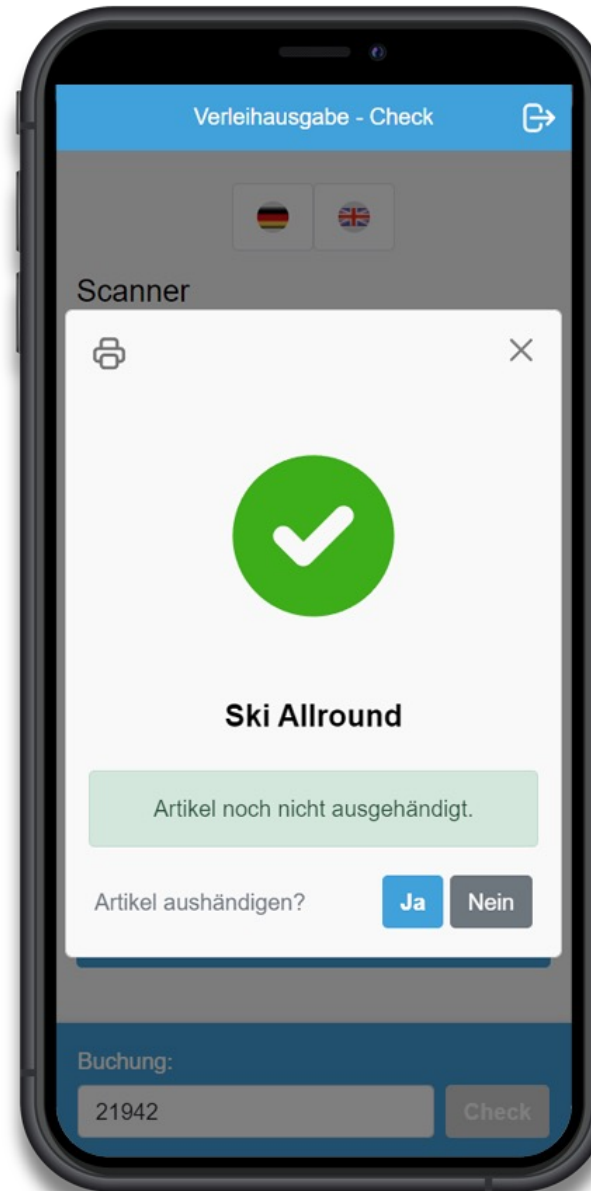 Verleihausgabe - Check
Scanner
Ski Allround
Artikel noch nicht ausgehändigt.
Artikel aushändigen?
Ja
Nein
Buchung:
21942
Check